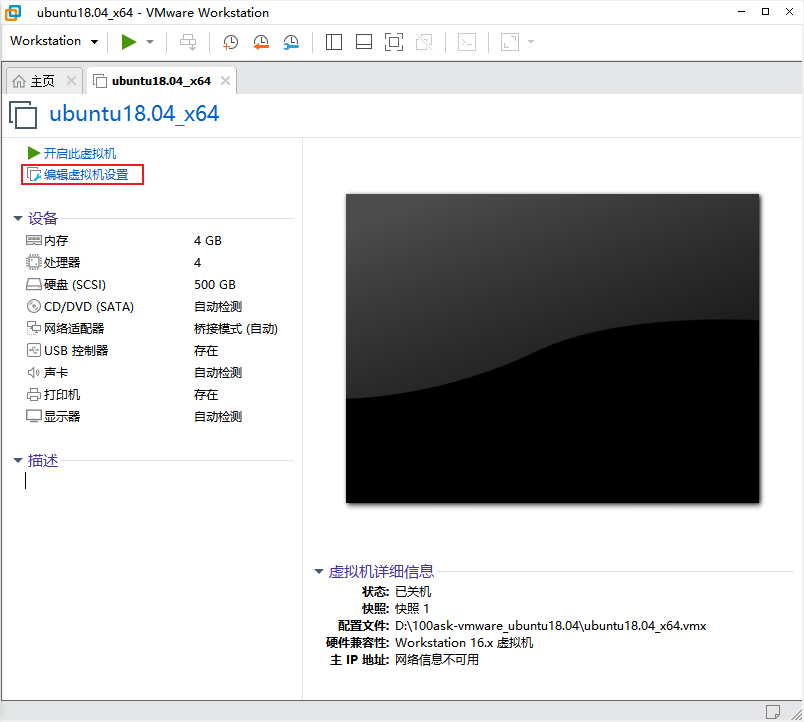 ubuntu18.04_x64 - VMware Workstation
Workstation
主页
ubuntu18.04_x64
ubuntu18.04_x64
开启此虚拟机
编辑虚拟机设置
设备
内存 4 GB
处理器 4
硬盘 (SCSI) 500 GB
CD/DVD (SATA) 自动检测
网络适配器 桥接模式 (自动)
USB 控制器 存在
声卡 自动检测
打印机 存在
显示器 自动检测
描述
虚拟机详细信息
状态: 已关机
快照: 快照 1
配置文件: D:\100ask-vmware_ubuntu18.04\ubuntu18.04_x64.vmx
硬件兼容性: Workstation 16.x 虚拟机
主 IP 地址: 网络信息不可用